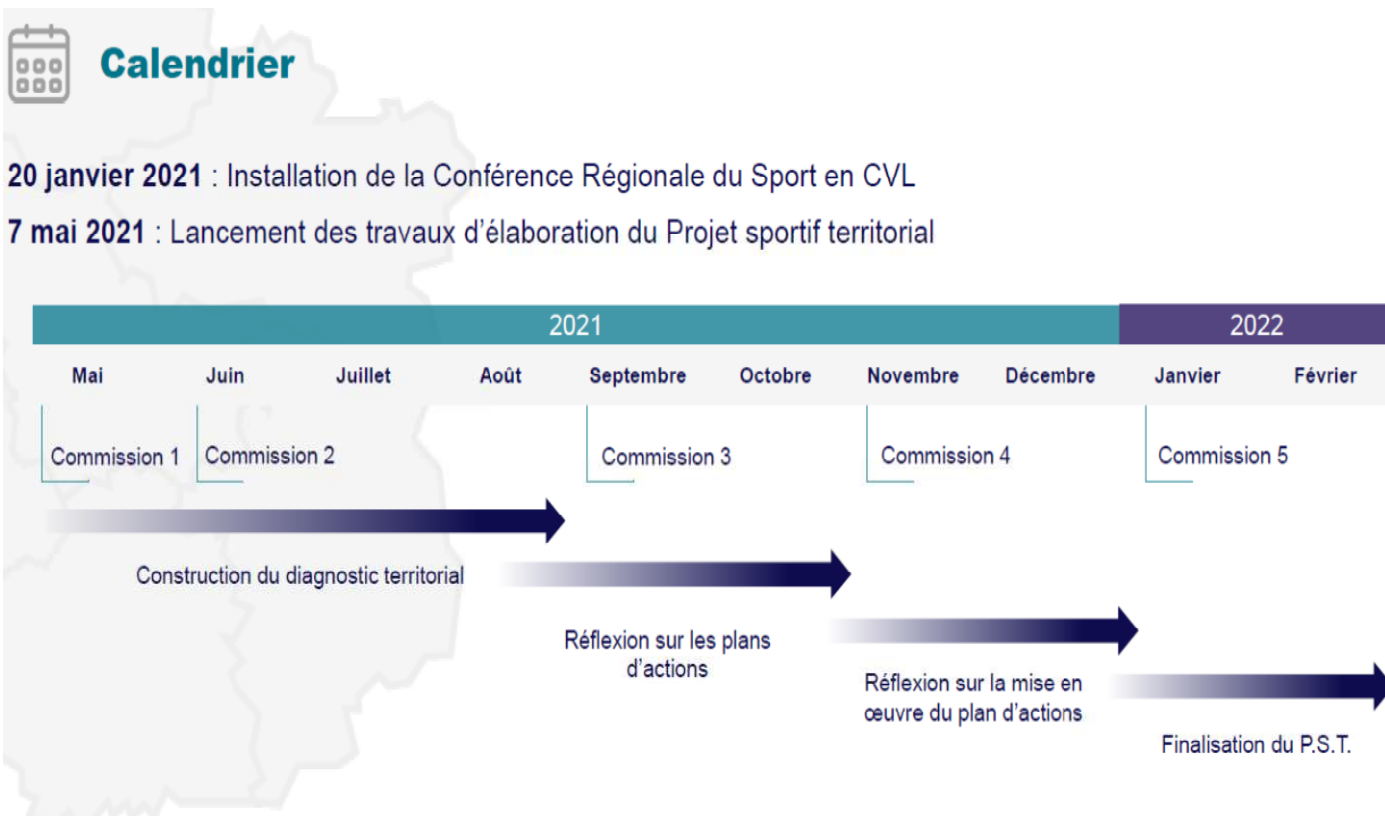 Calendrier
20 janvier 2021 : Installation de la Conférence Régionale du Sport en CVL
7 mai 2021 : Lancement des travaux d'élaboration du Projet sportif territorial
2021 2022
Mai Juin Juillet Août Septembre Octobre Novembre Décembre Janvier Février
Commission 1 Commission 2 Commission 3 Commission 4 Commission 5
Construction du diagnostic territorial
Réflexion sur les plans
d'actions
Réflexion sur la mise en
œuvre du plan d'actions
Finalisation du P.S.T.